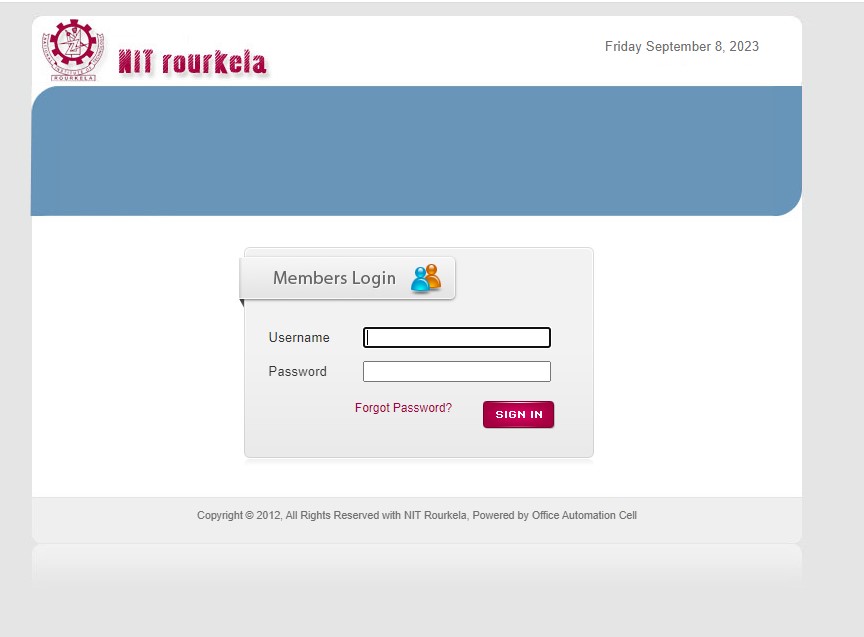 NIT rourkela
ROURKELA
Friday September 8, 2023
Members Login
Username
Password
Forgot Password?
SIGN IN
Copyright © 2012, All Rights Reserved with NIT Rourkela, Powered by Office Automation Cell